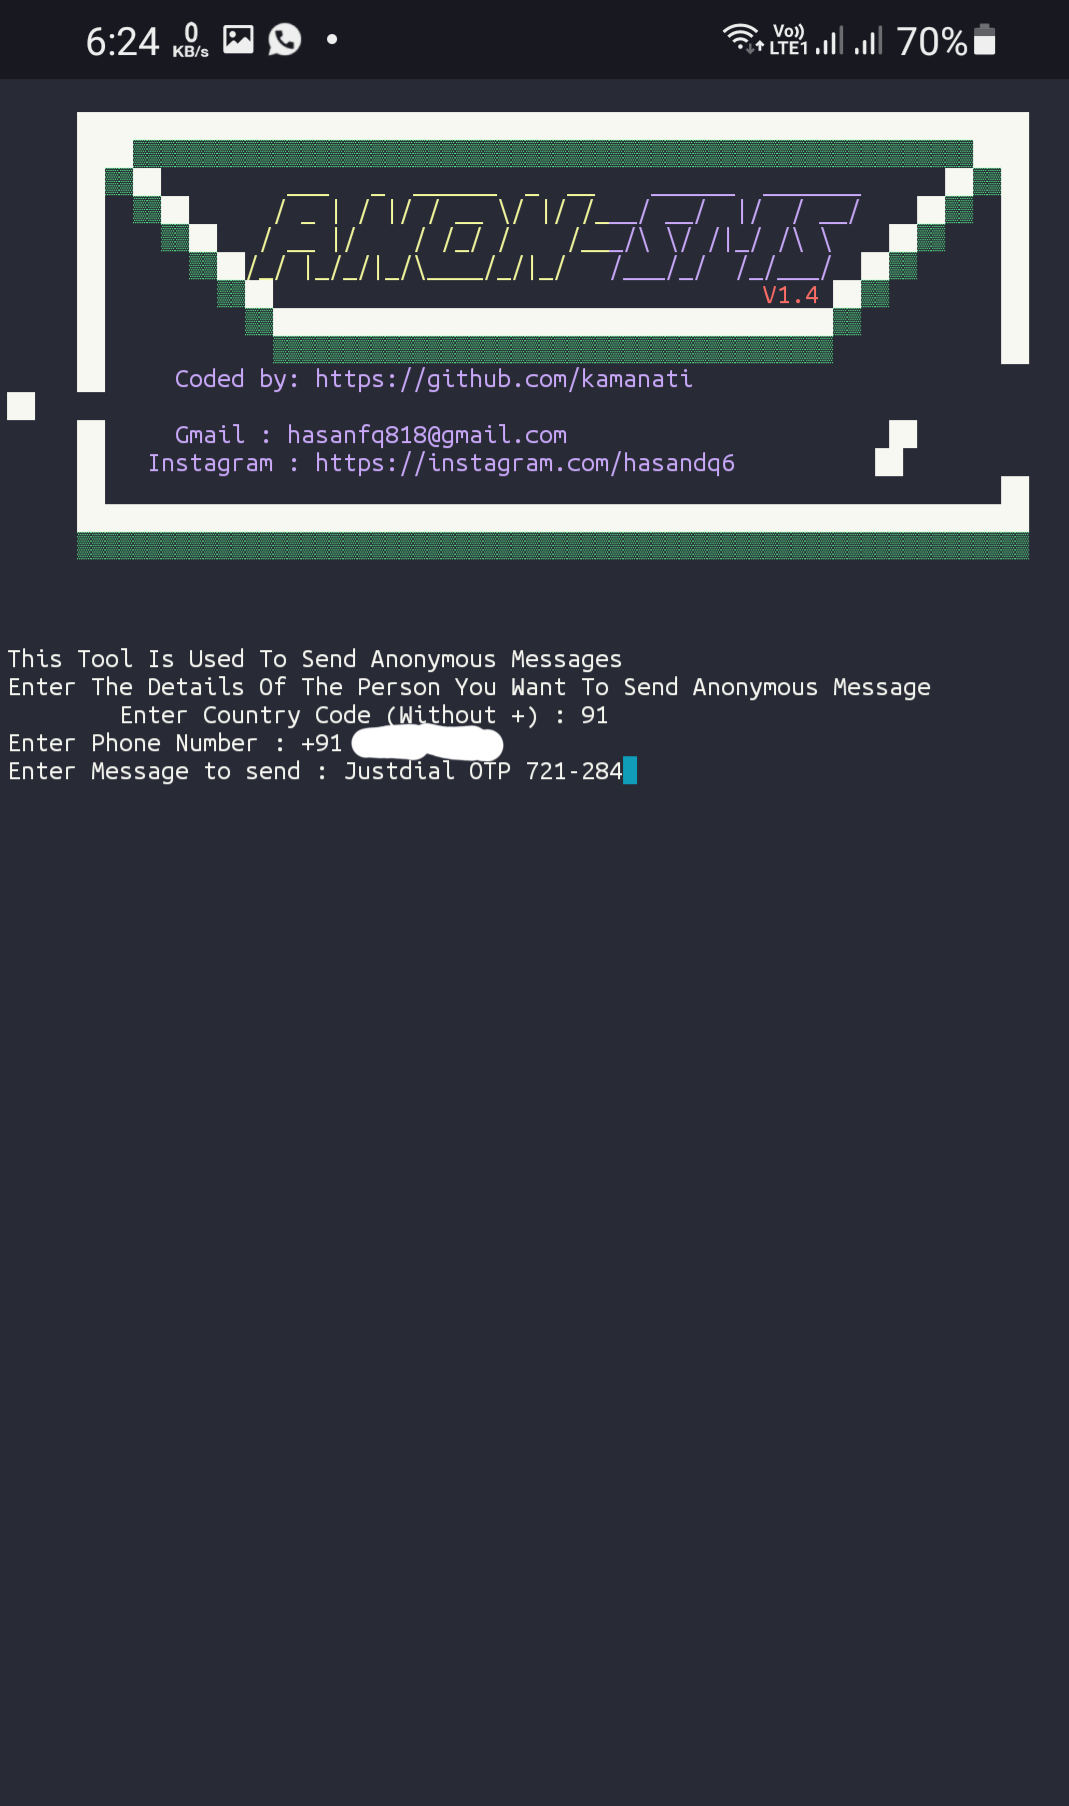 6:24 0 KB/s Vo)) LTE1 70%
ANON-SMS
V1.4
Coded by: https://github.com/kamanati
Gmail : hasanfq818@gmail.com
Instagram : https://instagram.com/hasandq6
This Tool Is Used To Send Anonymous Messages
Enter The Details Of The Person You Want To Send Anonymous Message
Enter Country Code (Without +) : 91
Enter Phone Number : +91
Enter Message to send : Justdial OTP 721-284